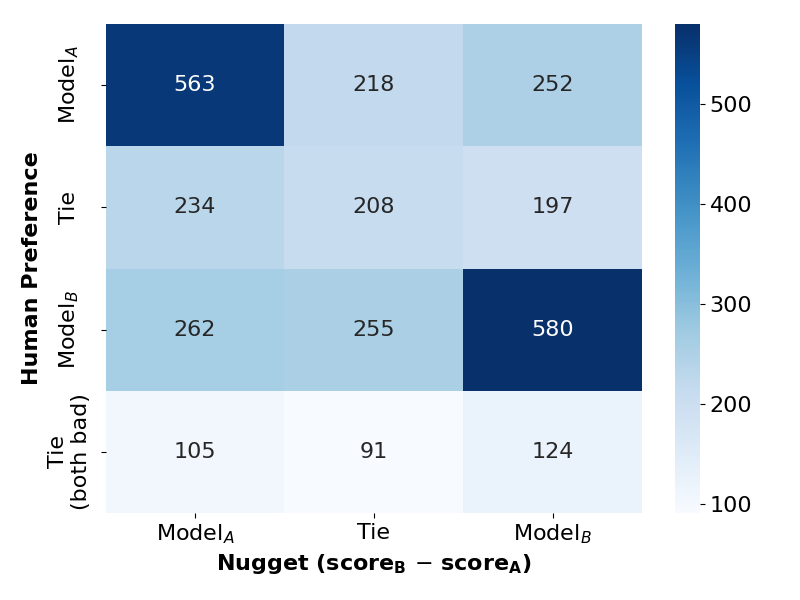 Human Preference
Model_A
563 218 252
Tie
234 208 197
Model_B
262 255 580
Tie
(both bad)
105 91 124
Model_A Tie Model_B
Nugget (score_B − score_A)
500
400
300
200
100